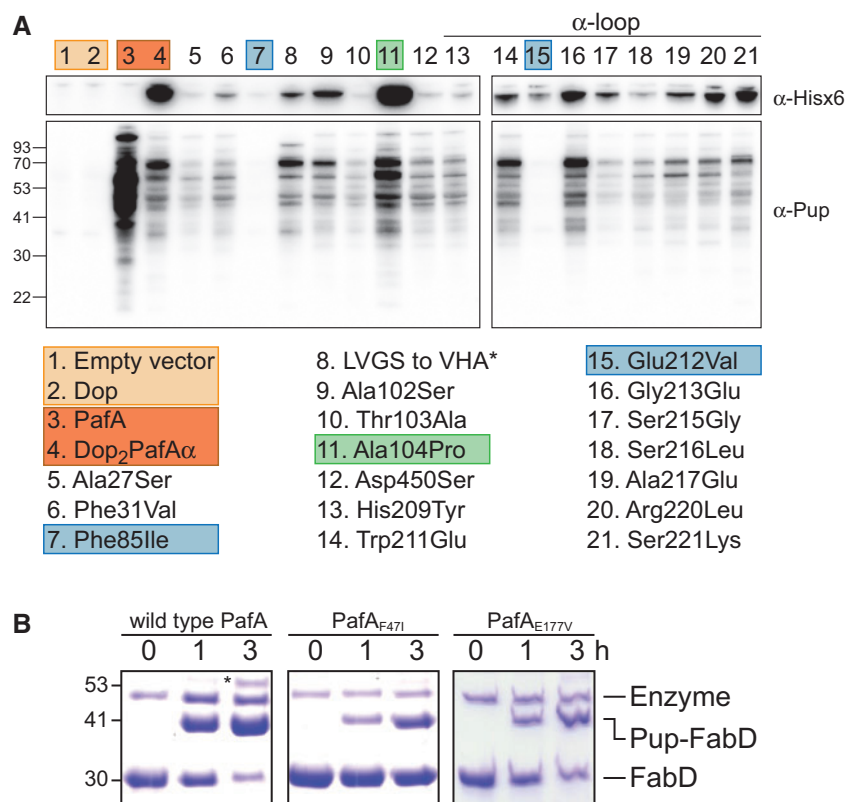 A
α-loop
1 2 3 4 5 6 7 8 9 10 11 12 13 14 15 16 17 18 19 20 21
α-Hisx6
93
70
53
41
30
22
α-Pup
1. Empty vector
2. Dop
3. PafA
4. Dop₂PafAα
5. Ala27Ser
6. Phe31Val
7. Phe85Ile
8. LVGS to VHA*
9. Ala102Ser
10. Thr103Ala
11. Ala104Pro
12. Asp450Ser
13. His209Tyr
14. Trp211Glu
15. Glu212Val
16. Gly213Glu
17. Ser215Gly
18. Ser216Leu
19. Ala217Glu
20. Arg220Leu
21. Ser221Lys
B
wild type PafA PafA_F47I PafA_E177V
0 1 3 0 1 3 0 1 3 h
53
41
30
*
Enzyme
Pup-FabD
FabD